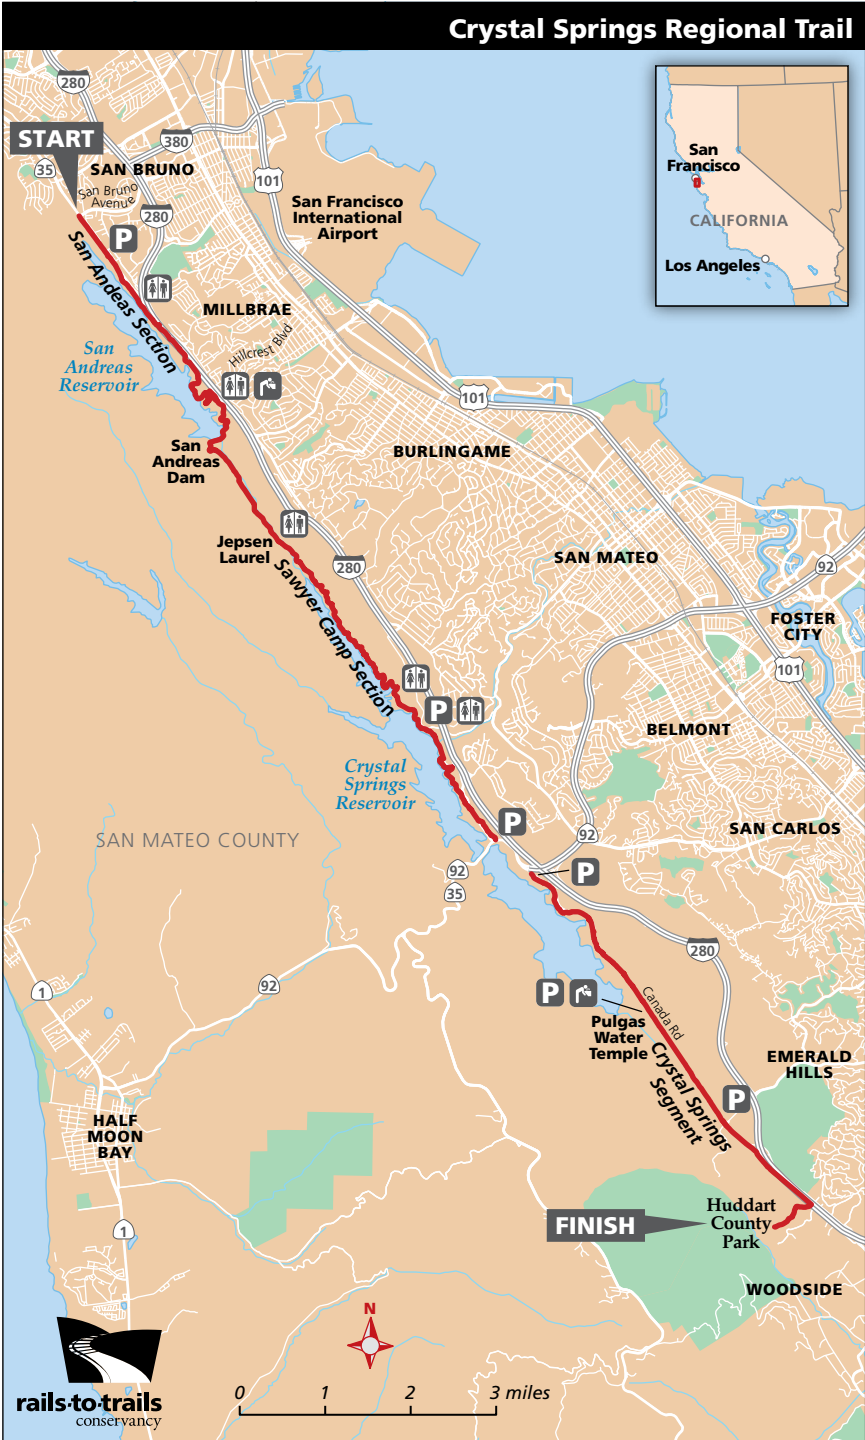 Crystal Springs Regional Trail
280
START
380
35
SAN BRUNO
San Bruno
Avenue
101
280
P
San Francisco
International
Airport
San
Francisco
CALIFORNIA
Los Angeles
San Andeas Section
MILLBRAE
Hillcrest Blvd
San
Andreas
Reservoir
101
San
Andreas
Dam
BURLINGAME
Jepsen
Laurel
280
SAN MATEO
92
Sawyer Camp Section
FOSTER
CITY
101
P
BELMONT
Crystal
Springs
Reservoir
P
92
SAN CARLOS
SAN MATEO COUNTY
92
35
P
280
1
92
P
Canada Rd
Pulgas
Water
Temple
Crystal Springs
Segment
EMERALD
HILLS
P
HALF
MOON
BAY
1
FINISH
Huddart
County
Park
WOODSIDE
N
rails-to-trails
conservancy
0 1 2 3 miles